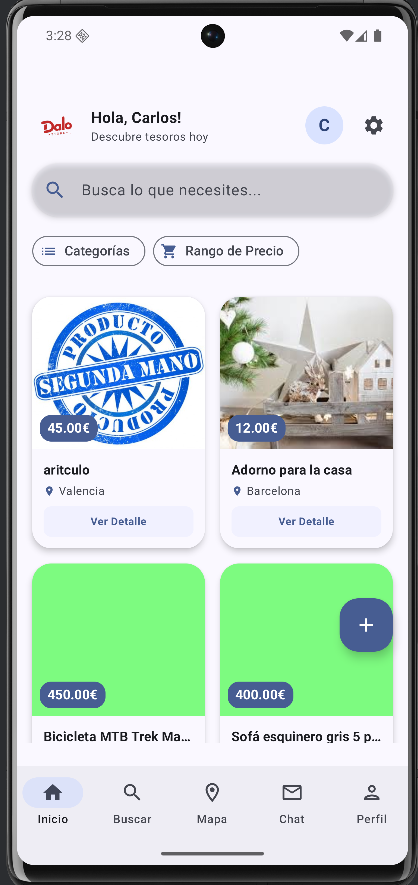 3:28
Dalo
Hola, Carlos!
Descubre tesoros hoy
C
Busca lo que necesites...
Categorías
Rango de Precio
PRODUCTO
SEGUNDA MANO
PRODUCTO
45.00€
12.00€
aritculo
Adorno para la casa
Valencia
Barcelona
Ver Detalle
Ver Detalle
450.00€
400.00€
+
Bicicleta MTB Trek Ma...
Sofá esquinero gris 5 p...
Inicio
Buscar
Mapa
Chat
Perfil